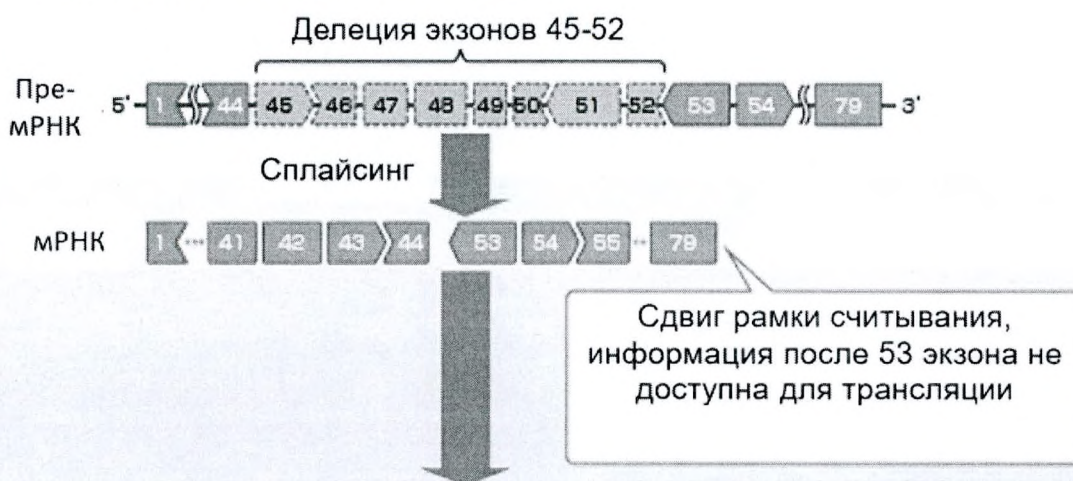 Делеция экзонов 45-52
Пре-
мРНК
5' 1 44 45 46 47 48 49 50 51 52 53 54 79 3'
Сплайсинг
мРНК
1 ... 41 42 43 44 53 54 55 ... 79
Сдвиг рамки считывания,
информация после 53 экзона не
доступна для трансляции